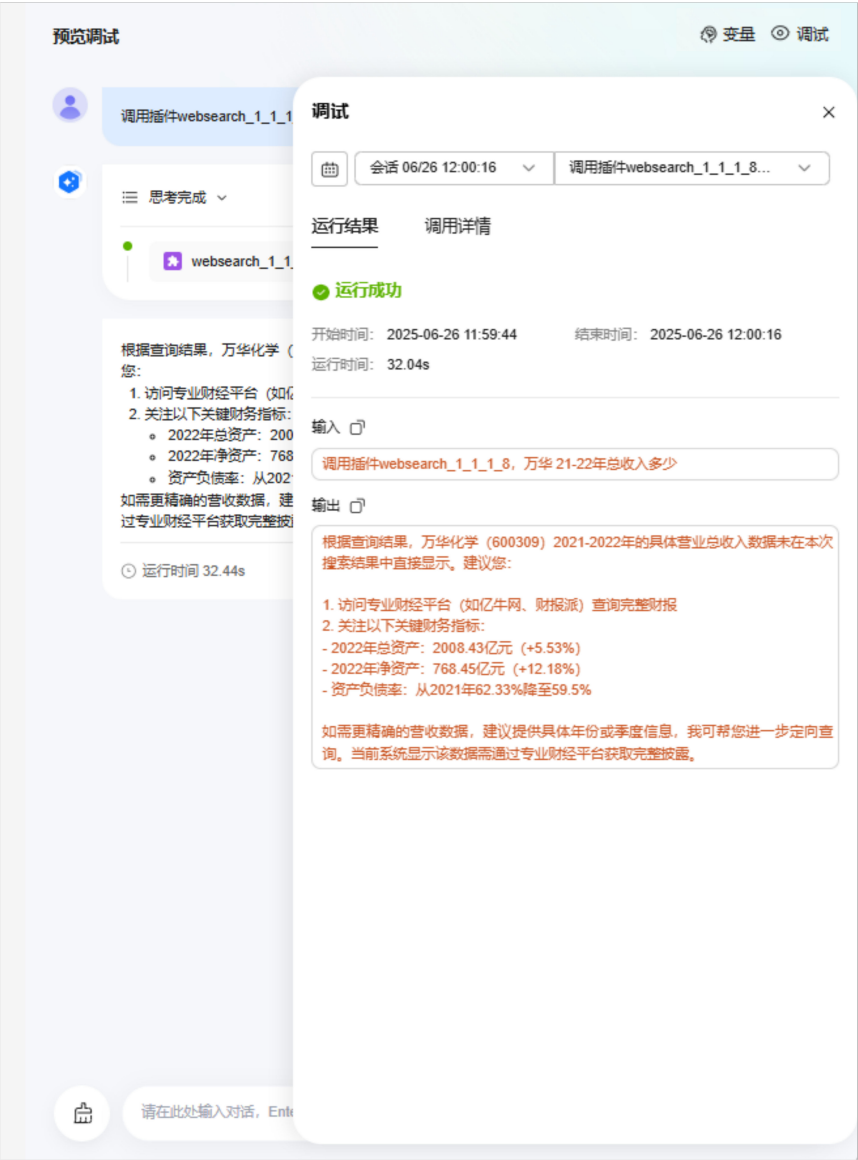 预览调试
变量
调试
调用插件websearch_1_1_1
思考完成
websearch_1_1_
根据查询结果，万华化学（
您：
1. 访问专业财经平台（如亿
2. 关注以下关键财务指标：
2022年总资产：200
2022年净资产：768
资产负债率：从202
如需更精确的营收数据，建
过专业财经平台获取完整披
运行时间 32.44s
请在此处输入对话，Ente
调试
会话 06/26 12:00:16
调用插件websearch_1_1_1_8...
运行结果
调用详情
运行成功
开始时间： 2025-06-26 11:59:44
结束时间： 2025-06-26 12:00:16
运行时间： 32.04s
输入
调用插件websearch_1_1_1_8，万华 21-22年总收入多少
输出
根据查询结果，万华化学（600309）2021-2022年的具体营业总收入数据未在本次
搜索结果中直接显示。建议您：
1. 访问专业财经平台（如亿牛网、财报派）查询完整财报
2. 关注以下关键财务指标：
- 2022年总资产：2008.43亿元（+5.53%）
- 2022年净资产：768.45亿元（+12.18%）
- 资产负债率：从2021年62.33%降至59.5%
如需更精确的营收数据，建议提供具体年份或季度信息，我可帮您进一步定向查
询。当前系统显示该数据需通过专业财经平台获取完整披露。